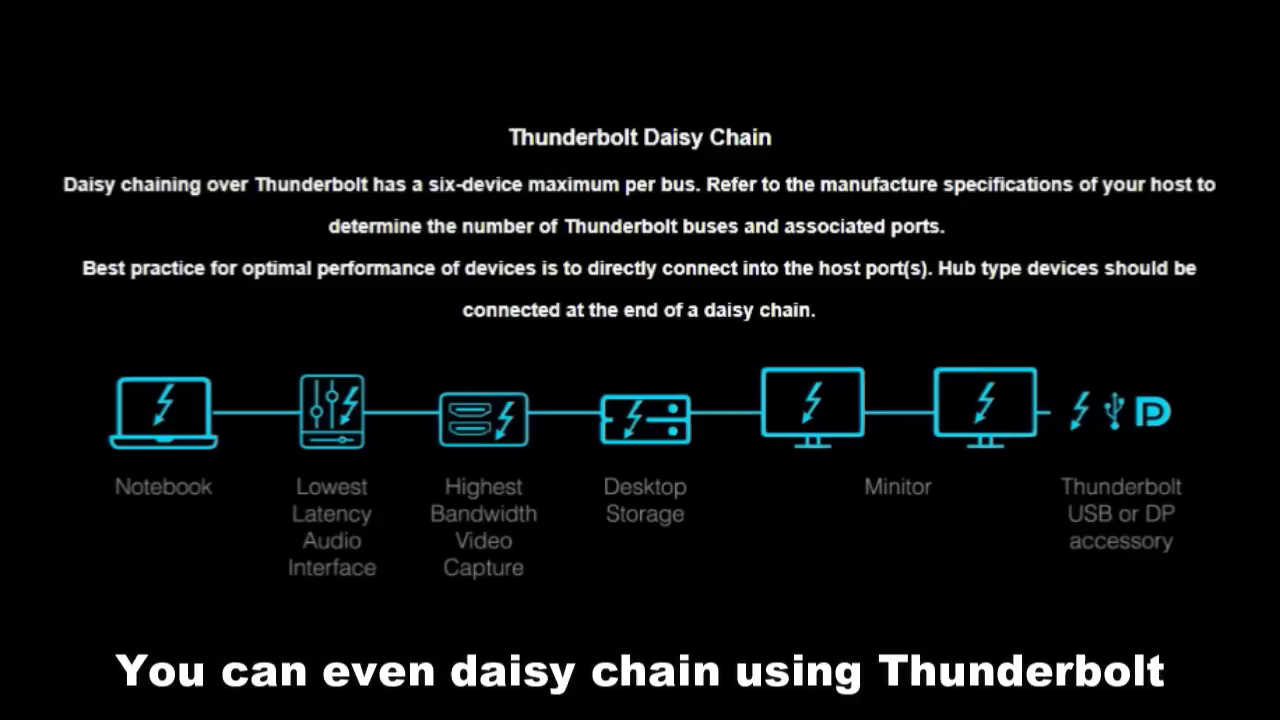 Thunderbolt Daisy Chain
Daisy chaining over Thunderbolt has a six-device maximum per bus. Refer to the manufacture specifications of your host to
determine the number of Thunderbolt buses and associated ports.
Best practice for optimal performance of devices is to directly connect into the host port(s). Hub type devices should be
connected at the end of a daisy chain.
Notebook
Lowest
Latency
Audio
Interface
Highest
Bandwidth
Video
Capture
Desktop
Storage
Minitor
Thunderbolt
USB or DP
accessory
You can even daisy chain using Thunderbolt